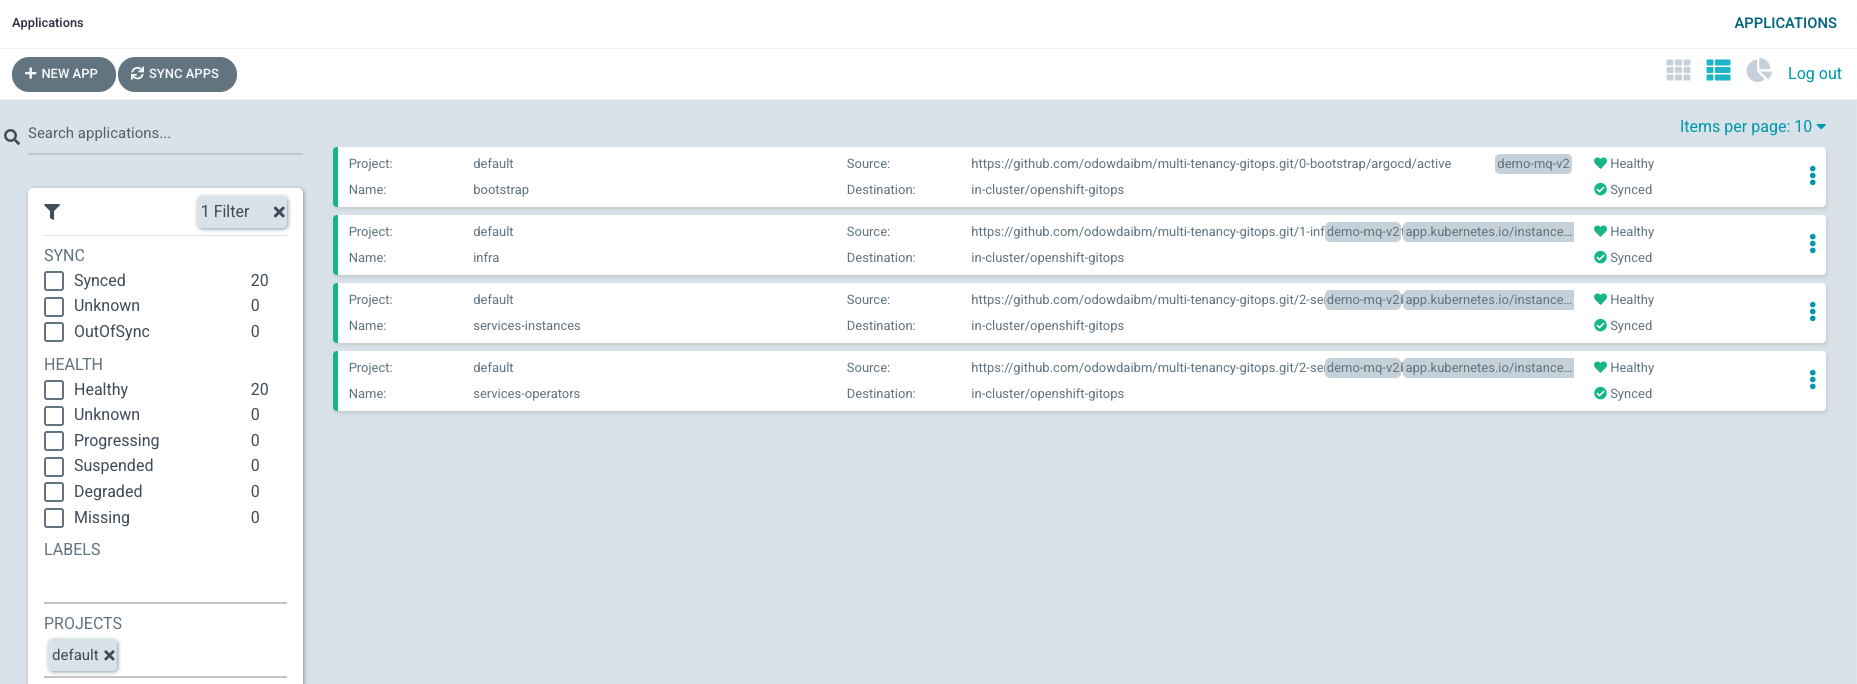 Applications
APPLICATIONS
NEW APP
SYNC APPS
Log out
Search applications...
Items per page: 10
1 Filter
SYNC
Synced 20
Unknown 0
OutOfSync 0
HEALTH
Healthy 20
Unknown 0
Progressing 0
Suspended 0
Degraded 0
Missing 0
LABELS
PROJECTS
default
Project: default Source: https://github.com/odowdaibm/multi-tenancy-gitops.git/0-bootstrap/argocd/active demo-mq-v2 Healthy
Name: bootstrap Destination: in-cluster/openshift-gitops Synced
Project: default Source: https://github.com/odowdaibm/multi-tenancy-gitops.git/1-inf demo-mq-v2 app.kubernetes.io/instance... Healthy
Name: infra Destination: in-cluster/openshift-gitops Synced
Project: default Source: https://github.com/odowdaibm/multi-tenancy-gitops.git/2-se demo-mq-v2 app.kubernetes.io/instance... Healthy
Name: services-instances Destination: in-cluster/openshift-gitops Synced
Project: default Source: https://github.com/odowdaibm/multi-tenancy-gitops.git/2-se demo-mq-v2 app.kubernetes.io/instance... Healthy
Name: services-operators Destination: in-cluster/openshift-gitops Synced